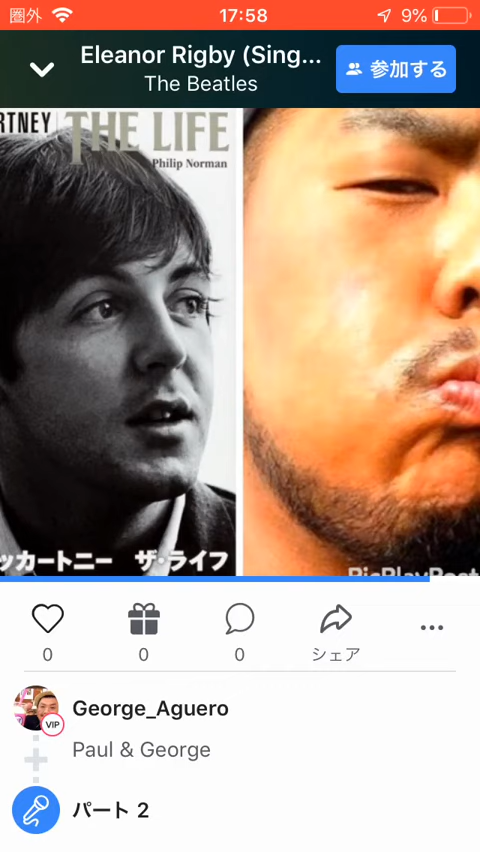 圏外 17:58 9%
Eleanor Rigby (Sing...
The Beatles
参加する
RTNEY THE LIFE
Philip Norman
ッカートニー ザ・ライフ
PicPlayPost
0 0 0 シェア
George_Aguero
VIP
Paul & George
パート 2